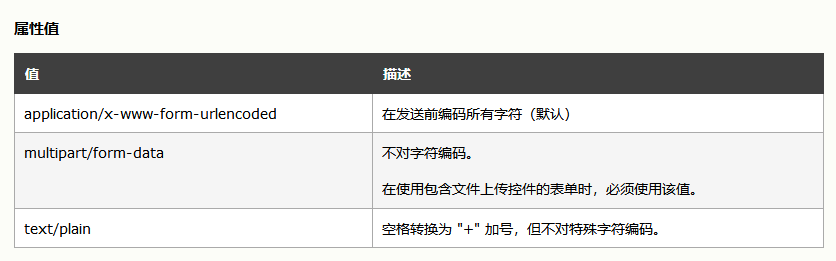 属性值
值 描述
application/x-www-form-urlencoded 在发送前编码所有字符（默认）
multipart/form-data 不对字符编码。
在使用包含文件上传控件的表单时，必须使用该值。
text/plain 空格转换为 "+" 加号，但不对特殊字符编码。